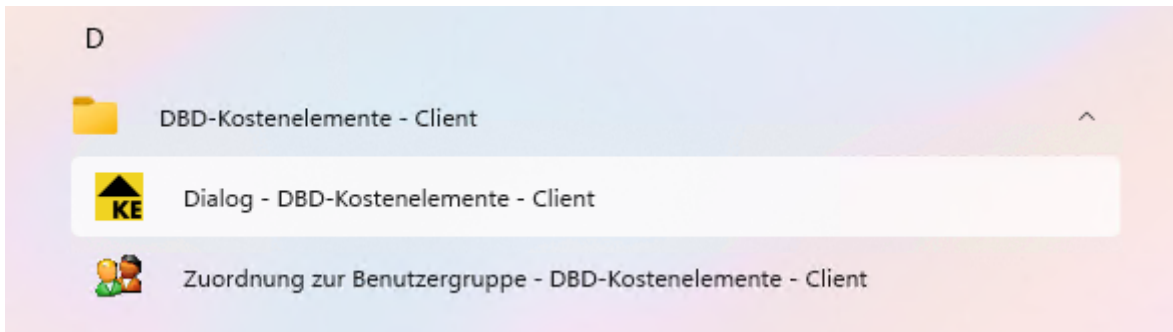 D
DBD-Kostenelemente - Client
KE
Dialog - DBD-Kostenelemente - Client
Zuordnung zur Benutzergruppe - DBD-Kostenelemente - Client